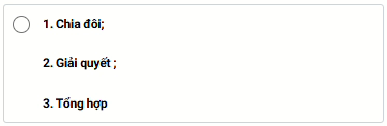 1. Chia đôi;
2. Giải quyết ;
3. Tổng hợp